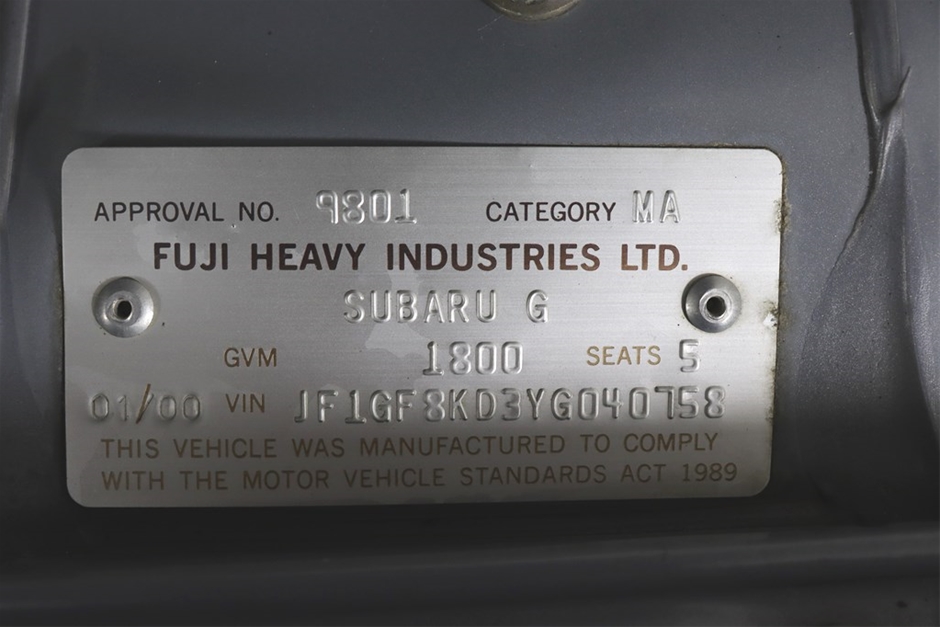 APPROVAL NO. 9801 CATEGORY MA
FUJI HEAVY INDUSTRIES LTD.
SUBARU G
GVM 1800 SEATS 5
01/00 VIN JF1GF8KD3YG040758
THIS VEHICLE WAS MANUFACTURED TO COMPLY
WITH THE MOTOR VEHICLE STANDARDS ACT 1989